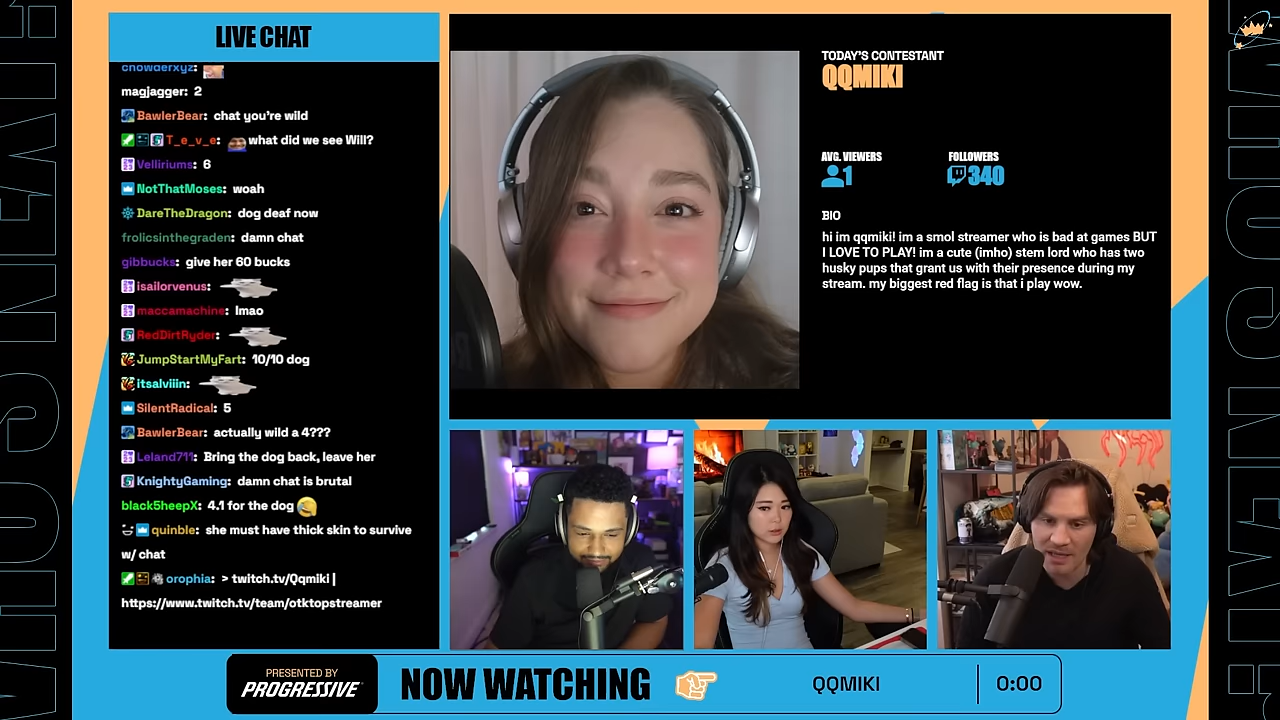 LIVE CHAT
chowderxyz:
magjagger: 2
BawlerBear: chat you're wild
T_e_v_e: what did we see Will?
Velliriums: 6
NotThatMoses: woah
DareTheDragon: dog deaf now
frolicsinthegraden: damn chat
gibbucks: give her 60 bucks
isailorvenus:
maccamachine: lmao
RedDirtRyder:
JumpStartMyFart: 10/10 dog
itsalviiin:
SilentRadical: 5
BawlerBear: actually wild a 4???
Leland711: Bring the dog back, leave her
KnightyGaming: damn chat is brutal
black5heepX: 4.1 for the dog
quinble: she must have thick skin to survive
w/ chat
orophia: > twitch.tv/Qqmiki |
https://www.twitch.tv/team/otktopstreamer
TODAY'S CONTESTANT
QQMIKI
AVG. VIEWERS
1
FOLLOWERS
340
BIO
hi im qqmiki! im a smol streamer who is bad at games BUT
I LOVE TO PLAY! im a cute (imho) stem lord who has two
husky pups that grant us with their presence during my
stream. my biggest red flag is that i play wow.
PRESENTED BY
PROGRESSIVE
NOW WATCHING
QQMIKI
0:00